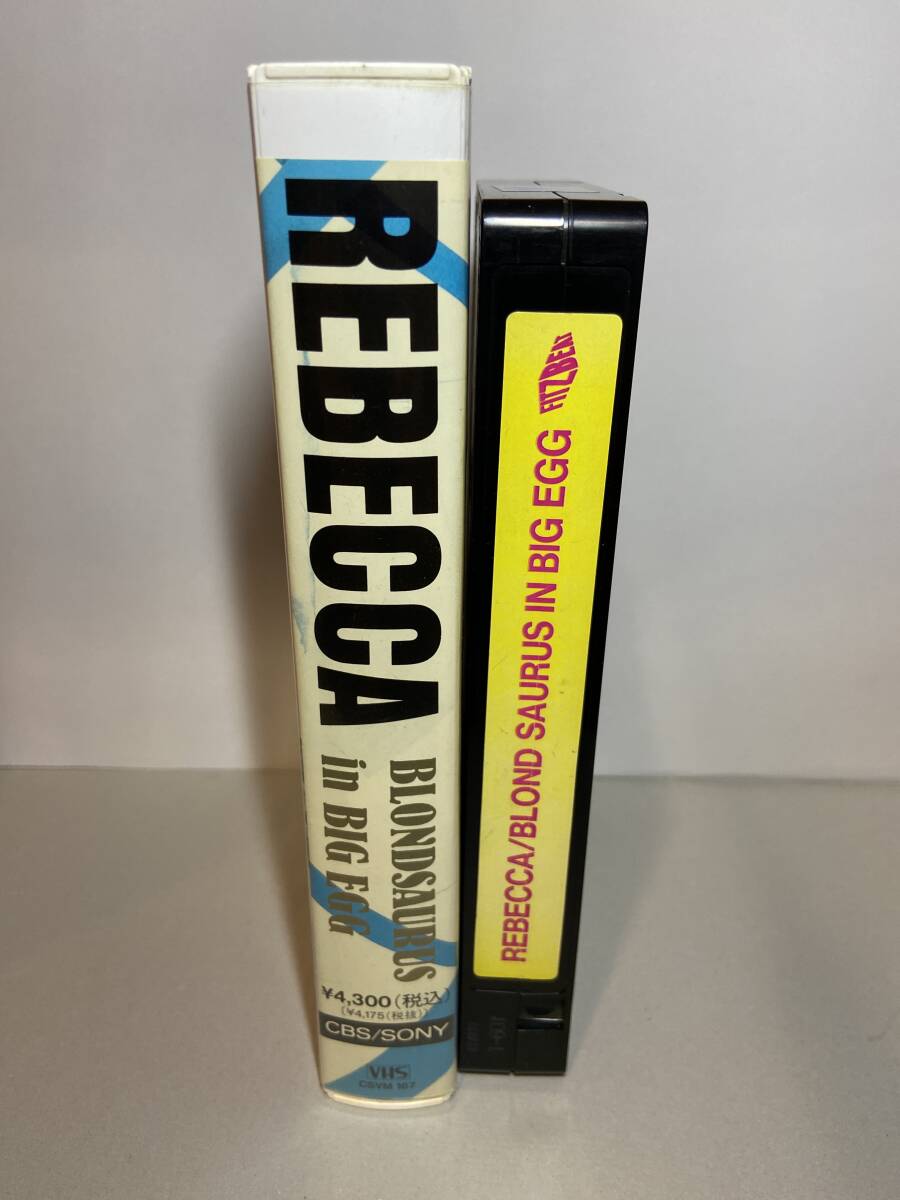 REBECCA
BLONDSAURUS
in BIG EGG
¥4,300(税込)
(¥4,175(税抜))
CBS/SONY
VHS
CSVM 167
REBECCA/BLOND SAURUS IN BIG EGG FITZBEAT